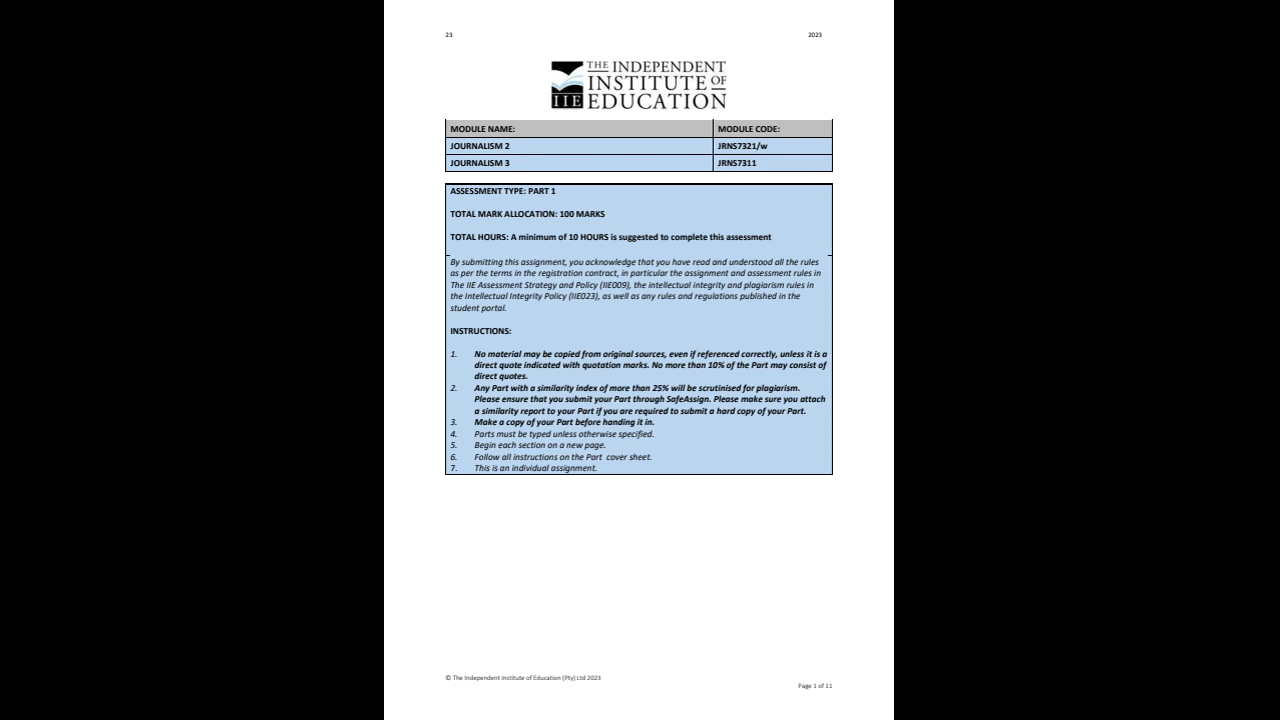 23 2023
THE INDEPENDENT
INSTITUTE OF
IIE EDUCATION
MODULE NAME: MODULE CODE:
JOURNALISM 2 JRNS7321/w
JOURNALISM 3 JRNS7311
ASSESSMENT TYPE: PART 1
TOTAL MARK ALLOCATION: 100 MARKS
TOTAL HOURS: A minimum of 10 HOURS is suggested to complete this assessment
By submitting this assignment, you acknowledge that you have read and understood all the rules
as per the terms in the registration contract, in particular the assignment and assessment rules in
The IIE Assessment Strategy and Policy (IIE009), the intellectual integrity and plagiarism rules in
the Intellectual Integrity Policy (IIE023), as well as any rules and regulations published in the
student portal.
INSTRUCTIONS:
1. No material may be copied from original sources, even if referenced correctly, unless it is a
direct quote indicated with quotation marks. No more than 10% of the Part may consist of
direct quotes.
2. Any Part with a similarity index of more than 25% will be scrutinised for plagiarism.
Please ensure that you submit your Part through SafeAssign. Please make sure you attach
a similarity report to your Part if you are required to submit a hard copy of your Part.
3. Make a copy of your Part before handing it in.
4. Parts must be typed unless otherwise specified.
5. Begin each section on a new page.
6. Follow all instructions on the Part cover sheet.
7. This is an individual assignment.
© The Independent Institute of Education (Pty) Ltd 2023
Page 1 of 11